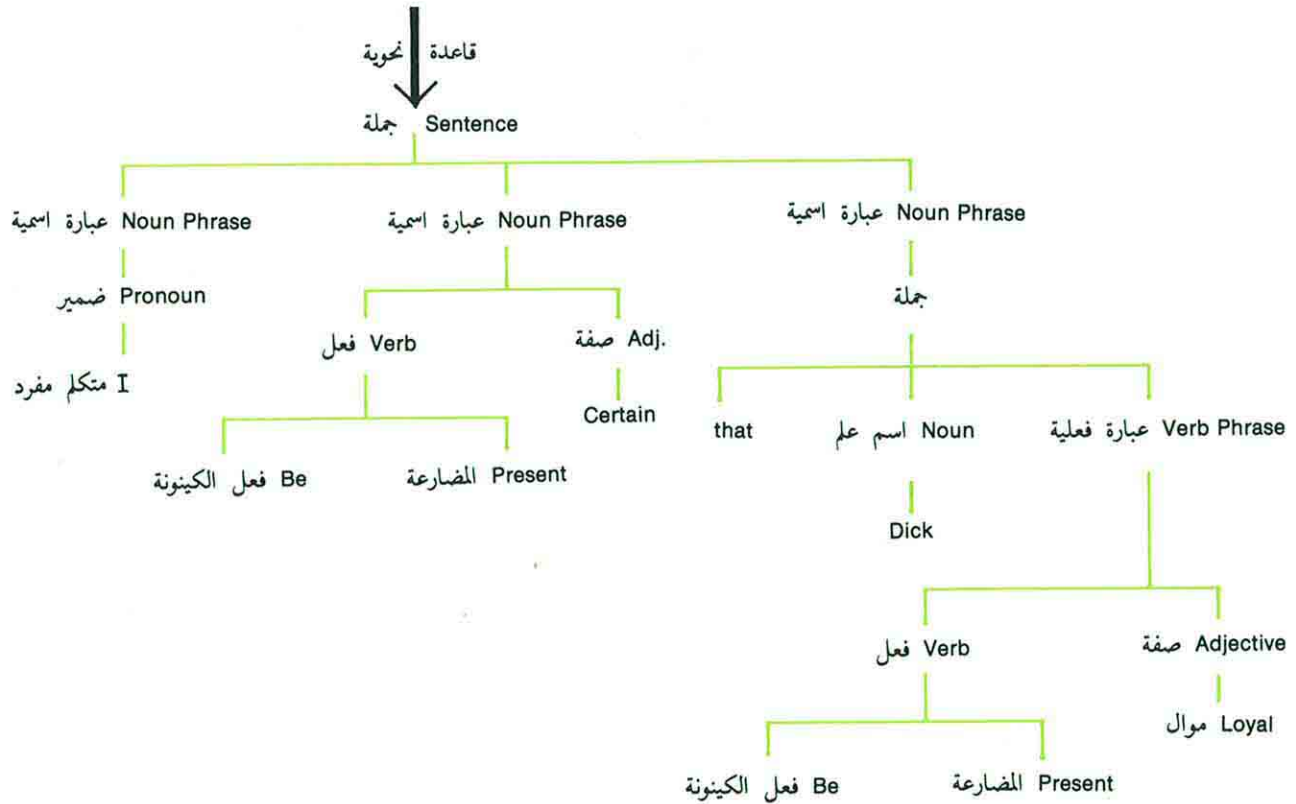 قاعدة نحوية
جملة Sentence
عبارة اسمية Noun Phrase
عبارة اسمية Noun Phrase
عبارة اسمية Noun Phrase
ضمير Pronoun
جملة
فعل Verb
صفة Adj.
متكلم مفرد I
Certain
that
اسم علم Noun
عبارة فعلية Verb Phrase
فعل الكينونة Be
المضارعة Present
Dick
فعل Verb
صفة Adjective
موال Loyal
فعل الكينونة Be
المضارعة Present